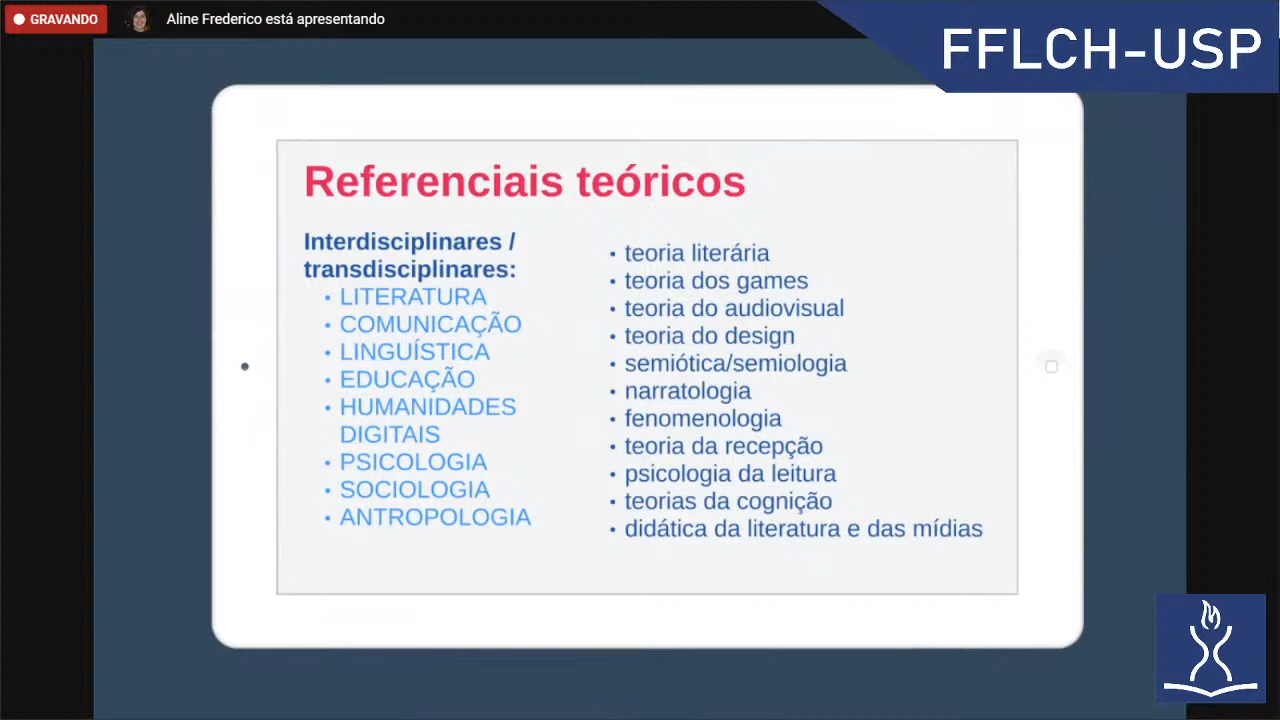 GRAVANDO
Aline Frederico está apresentando
FFLCH-USP
Referenciais teóricos
Interdisciplinares /
transdisciplinares:
• LITERATURA
• COMUNICAÇÃO
• LINGUÍSTICA
• EDUCAÇÃO
• HUMANIDADES
DIGITAIS
• PSICOLOGIA
• SOCIOLOGIA
• ANTROPOLOGIA
• teoria literária
• teoria dos games
• teoria do audiovisual
• teoria do design
• semiótica/semiologia
• narratologia
• fenomenologia
• teoria da recepção
• psicologia da leitura
• teorias da cognição
• didática da literatura e das mídias